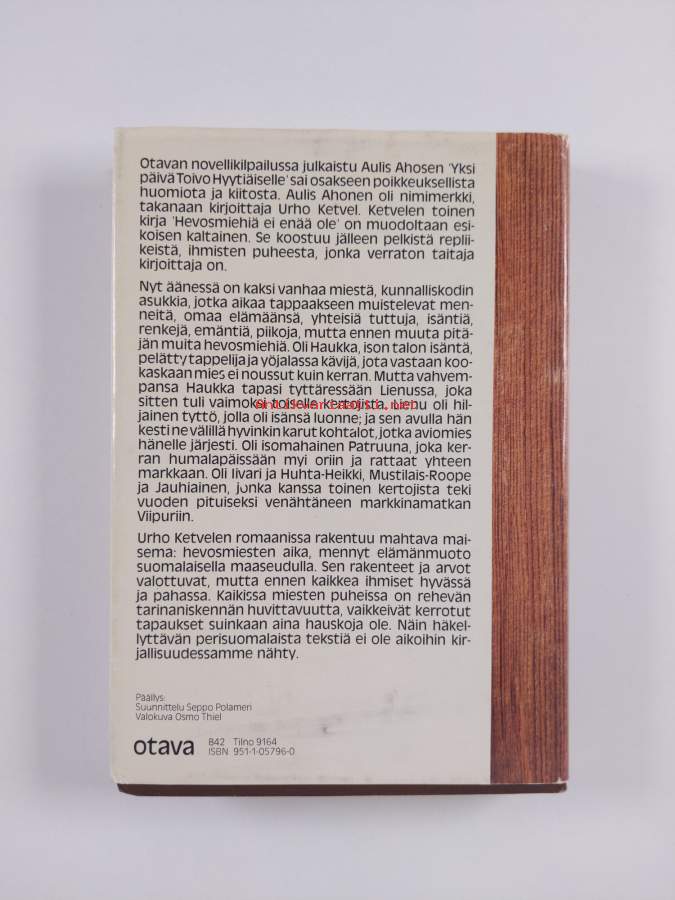 Otavan novellikilpailussa julkaistu Aulis Ahosen 'Yksi
päivä Toivo Hyytiäiselle' sai osakseen poikkeuksellista
huomiota ja kiitosta. Aulis Ahonen oli nimimerkki,
takanaan kirjoittaja Urho Ketvel. Ketvelen toinen
kirja 'Hevosmiehiä ei enää ole' on muodoltaan esi-
koisen kaltainen. Se koostuu jälleen pelkistä repli-
keistä, ihmisten puheesta, jonka verraton taitaja
kirjoittaja on.
Nyt äänessä on kaksi vanhaa miestä, kunnalliskodin
asukkia, jotka aikaa tappaakseen muistelevat men-
neitä, omaa elämäänsä, yhteisiä tuttuja, isäntiä,
renkejä, emäntiä, piikoja, mutta ennen muuta pitä-
jän muita hevosmiehiä. Oli Haukka, ison talon isäntä,
pelätty tappelija ja yöjalassa kävijä, jota vastaan koo-
kaskaan mies ei noussut kuin kerran. Mutta vahvem-
pansa Haukka tapasi tyttäressään Lienussa, joka
sitten tuli vaimoksi toiselle kertojista. Lienu oli hil-
jainen tyttö, jolla oli isänsä luonne; ja sen avulla hän
kesti ne välillä hyvinkin karut kohtalot, jotka aviomies
hänelle järjesti. Oli isomahainen Patruuna, joka ker-
ran humalapäissään myi oriin ja rattaat yhteen
markkaan. Oli Iivari ja Huhta-Heikki, Mustilais-Roope
ja Jauhiainen, jonka kanssa toinen kertojista teki
vuoden pituiseksi venähtäneen markkinamatkan
Viipuriin.
Urho Ketvelen romaanissa rakentuu mahtava mai-
sema: hevosmiesten aika, mennyt elämänmuoto
suomalaisella maaseudulla. Sen rakenteet ja arvot
valottuvat, mutta ennen kaikkea ihmiset hyvässä
ja pahassa. Kaikissa miesten puheissa on rehevän
tarinaniskennän huvittavuutta, vaikkeivät kerrotut
tapaukset suinkaan aina hauskoja ole. Näin häkel-
lyttävän perisuomalaista tekstiä ei ole aikoihin kir-
jallisuudessamme nähty.
Päällys:
Suunnittelu Seppo Polameri
Valokuva Osmo Thiel
otava 842 Tilno 9164
ISBN 951-1-05796-0
antikvariaatti.net